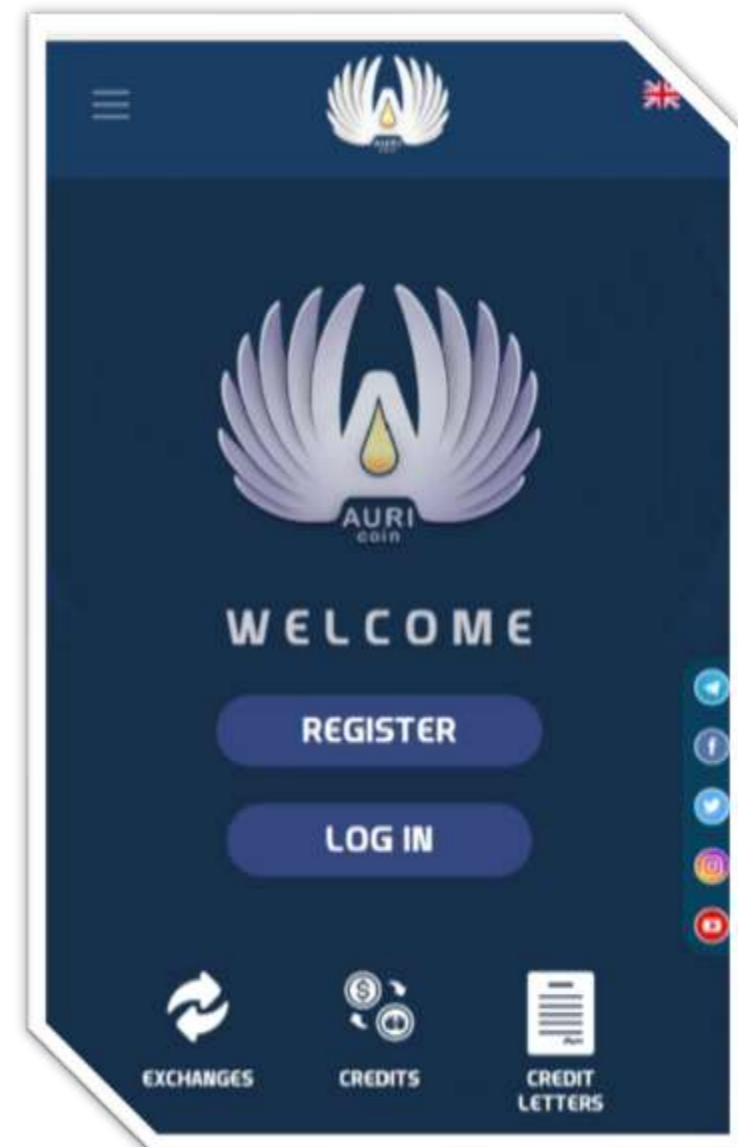 AURI
coin
WELCOME
REGISTER
LOG IN
EXCHANGES
CREDITS
CREDIT
LETTERS